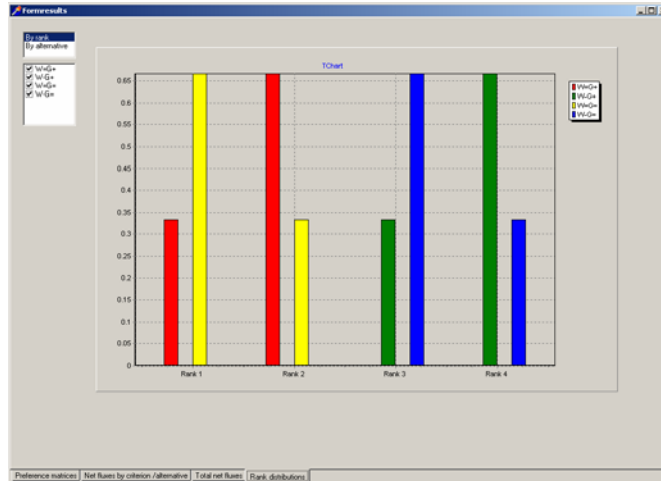 Formresults
By rank
By alternative
W=G+
W-G+
W=G=
W-G=
TChart
0.65
0.6
0.55
0.5
0.45
0.4
0.35
0.3
0.25
0.2
0.15
0.1
0.05
0
Rank 1
Rank 2
Rank 3
Rank 4
W=G+
W-G+
W=G=
W-G=
Preference matrices
Net fluxes by criterion /alternative
Total net fluxes
Rank distributions